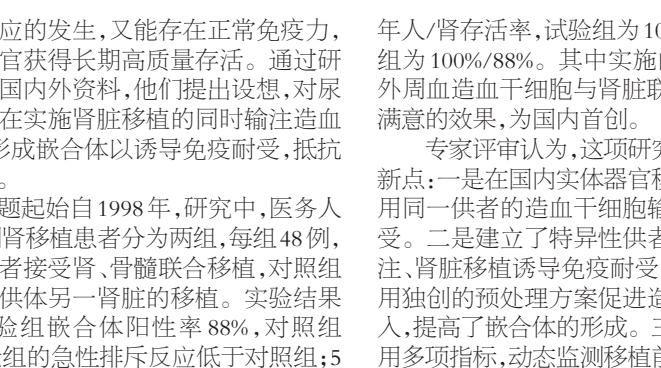 应的发生，又能存在正常免疫力，
官获得长期高质量存活。通过研
国内外资料，他们提出设想，对尿
在实施肾脏移植的同时输注造血
形成嵌合体以诱导免疫耐受，抵抗
。
题起始自1998年，研究中，医务人
肾移植患者分为两组，每组48例，
者接受肾、骨髓联合移植，对照组
供体另一肾脏的移植。实验结果
验组嵌合体阳性率88%，对照组
组的急性排斥反应低于对照组；5
年人/肾存活率，试验组为10
组为100%/88%。其中实施
外周血造血干细胞与肾脏联
满意的效果，为国内首创。
专家评审认为，这项研究
新点：一是在国内实体器官移
用同一供者的造血干细胞输
受。二是建立了特异性供者
注、肾脏移植诱导免疫耐受
用独创的预处理方案促进造
入，提高了嵌合体的形成。三
用多项指标，动态监测移植前